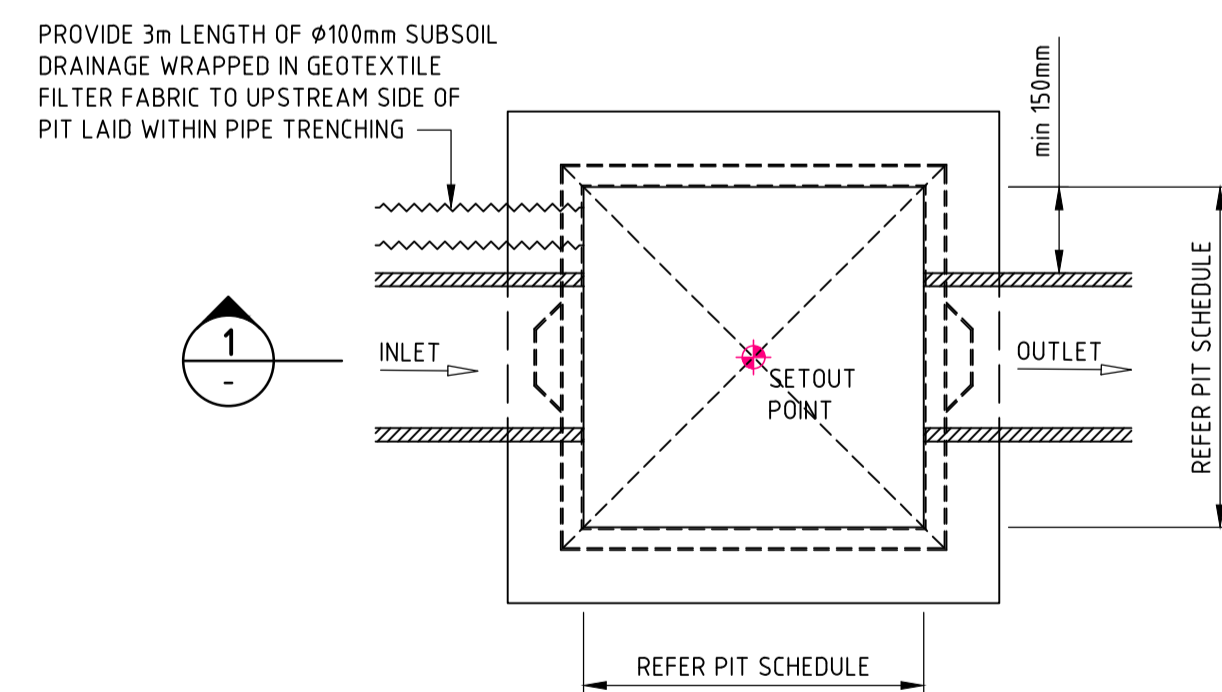 PROVIDE 3m LENGTH OF Ø100mm SUBSOIL
DRAINAGE WRAPPED IN GEOTEXTILE
FILTER FABRIC TO UPSTREAM SIDE OF
PIT LAID WITHIN PIPE TRENCHING
min 150mm
1
-
INLET
SETOUT
POINT
OUTLET
REFER PIT SCHEDULE
REFER PIT SCHEDULE